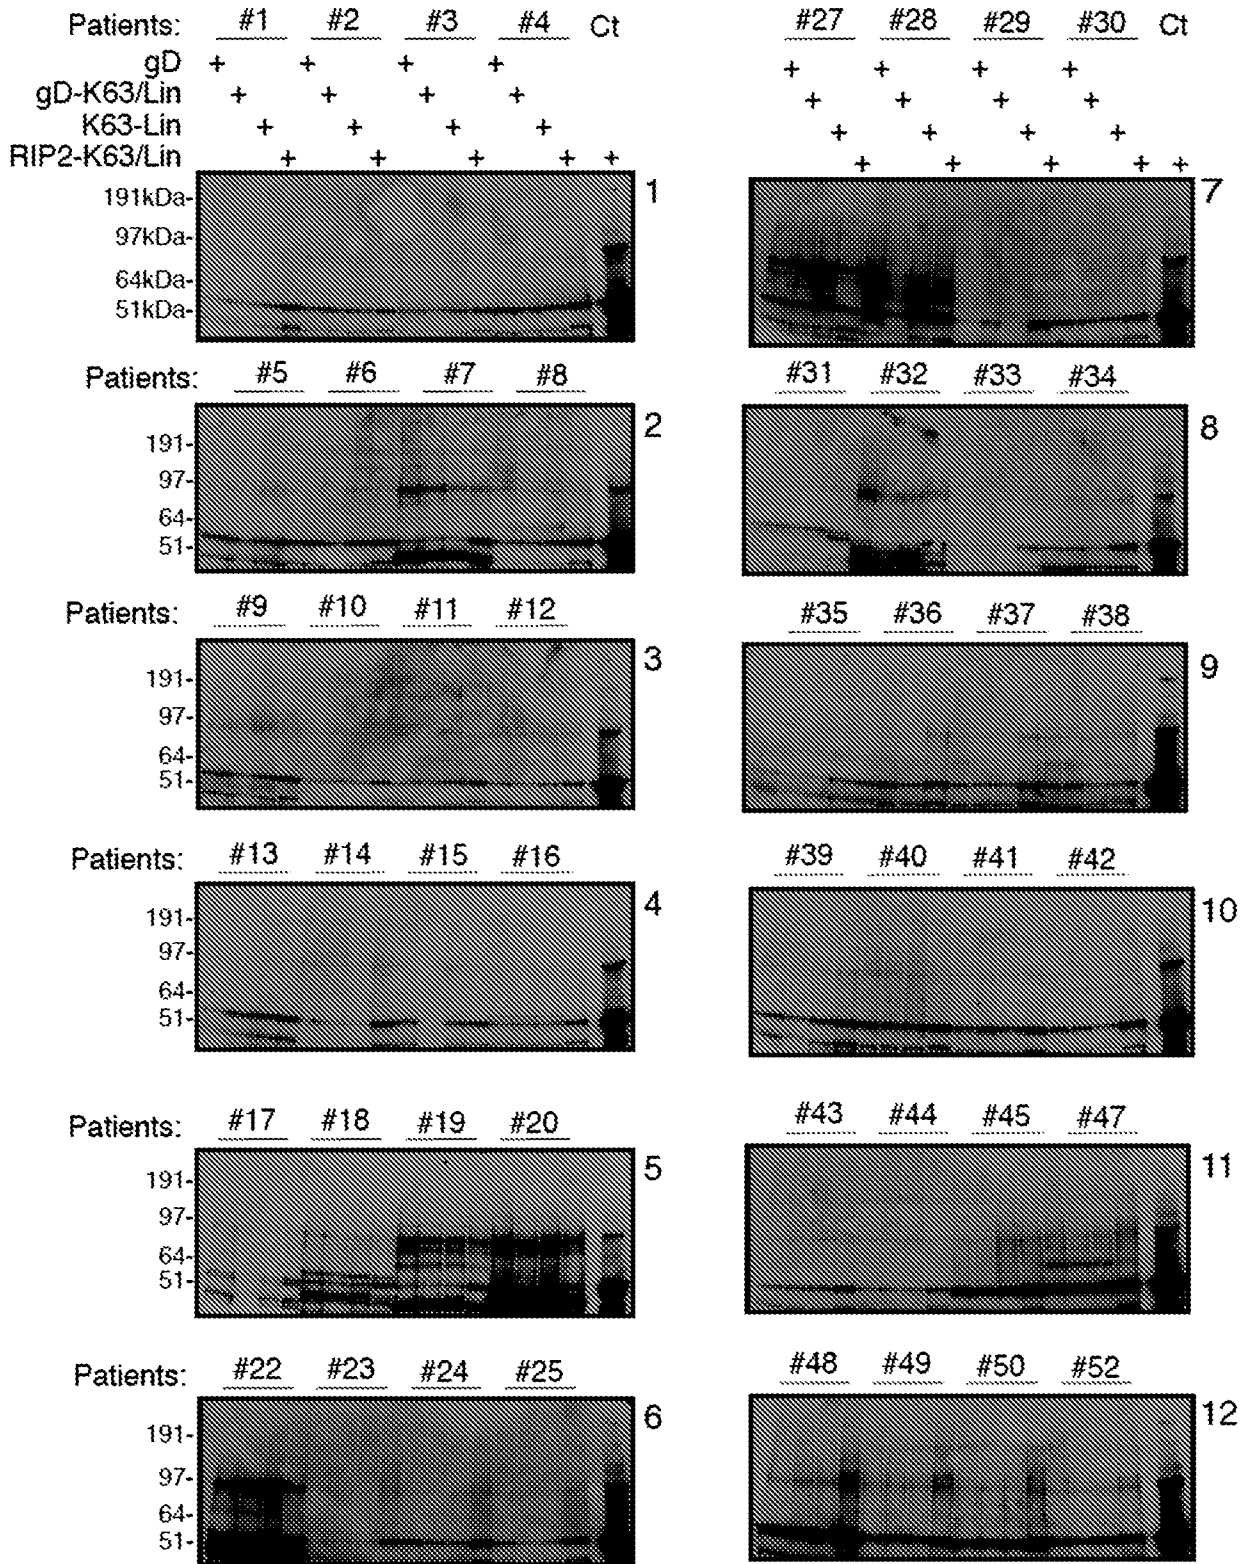 Patients: #1 #2 #3 #4 Ct
gD + + + +
gD-K63/Lin + + + +
K63-Lin + + + +
RIP2-K63/Lin + + + + +
191kDa-
97kDa-
64kDa-
51kDa-
1
Patients: #5 #6 #7 #8
191-
97-
64-
51-
2
Patients: #9 #10 #11 #12
191-
97-
64-
51-
3
Patients: #13 #14 #15 #16
191-
97-
64-
51-
4
Patients: #17 #18 #19 #20
191-
97-
64-
51-
5
Patients: #22 #23 #24 #25
191-
97-
64-
51-
6
#27 #28 #29 #30 Ct
+ + + +
+ + + +
+ + + +
+ + + + +
7
#31 #32 #33 #34
8
#35 #36 #37 #38
9
#39 #40 #41 #42
10
#43 #44 #45 #47
11
#48 #49 #50 #52
12